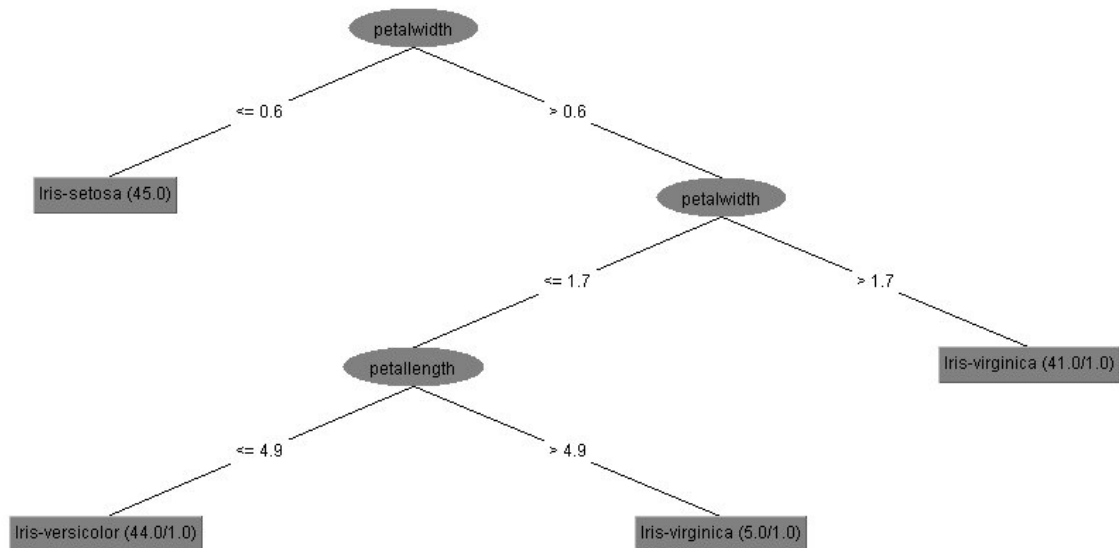 petalwidth
<= 0.6
> 0.6
Iris-setosa (45.0)
petalwidth
<= 1.7
> 1.7
petallength
Iris-virginica (41.0/1.0)
<= 4.9
> 4.9
Iris-versicolor (44.0/1.0)
Iris-virginica (5.0/1.0)